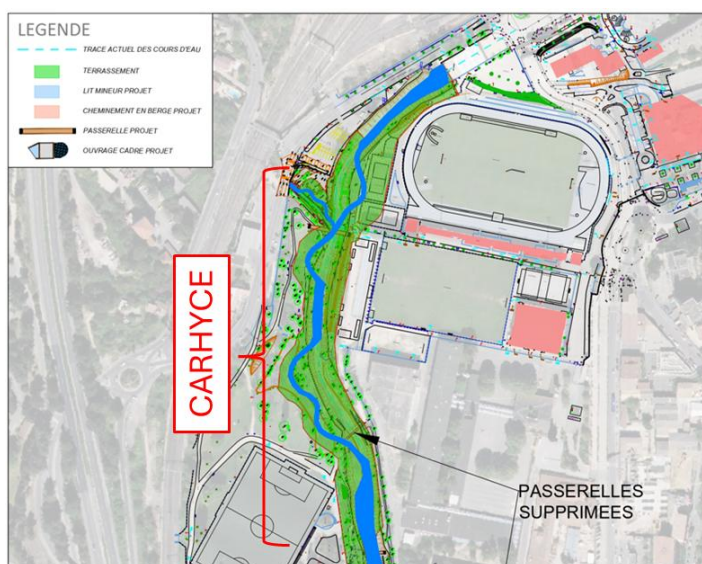 LEGENDE
TRACE ACTUEL DES COURS D'EAU
TERRASSEMENT
LIT MINEUR PROJET
CHEMINEMENT EN BERGE PROJET
PASSERELLE PROJET
OUVRAGE CADRE PROJET
CARHYCE
PASSERELLES
SUPPRIMEES